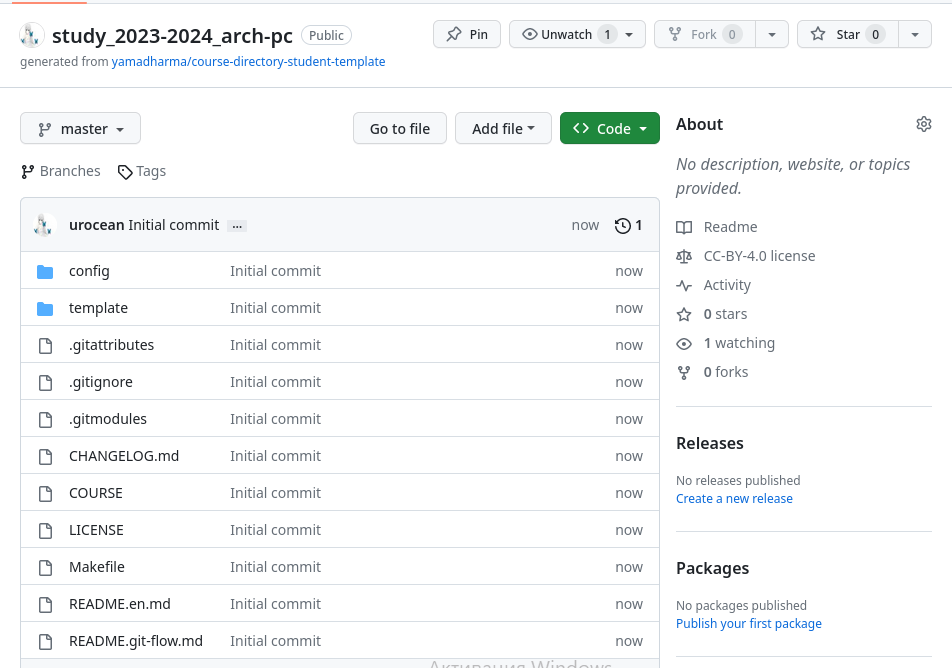 study_2023-2024_arch-pc Public Pin Unwatch 1 Fork 0 Star 0
generated from yamadharma/course-directory-student-template
master Go to file Add file Code
Branches Tags
urocean Initial commit ... now 1
config Initial commit now
template Initial commit now
.gitattributes Initial commit now
.gitignore Initial commit now
.gitmodules Initial commit now
CHANGELOG.md Initial commit now
COURSE Initial commit now
LICENSE Initial commit now
Makefile Initial commit now
README.en.md Initial commit now
README.git-flow.md Initial commit now
Активация Windows
About
No description, website, or topics
provided.
Readme
CC-BY-4.0 license
Activity
0 stars
1 watching
0 forks
Releases
No releases published
Create a new release
Packages
No packages published
Publish your first package